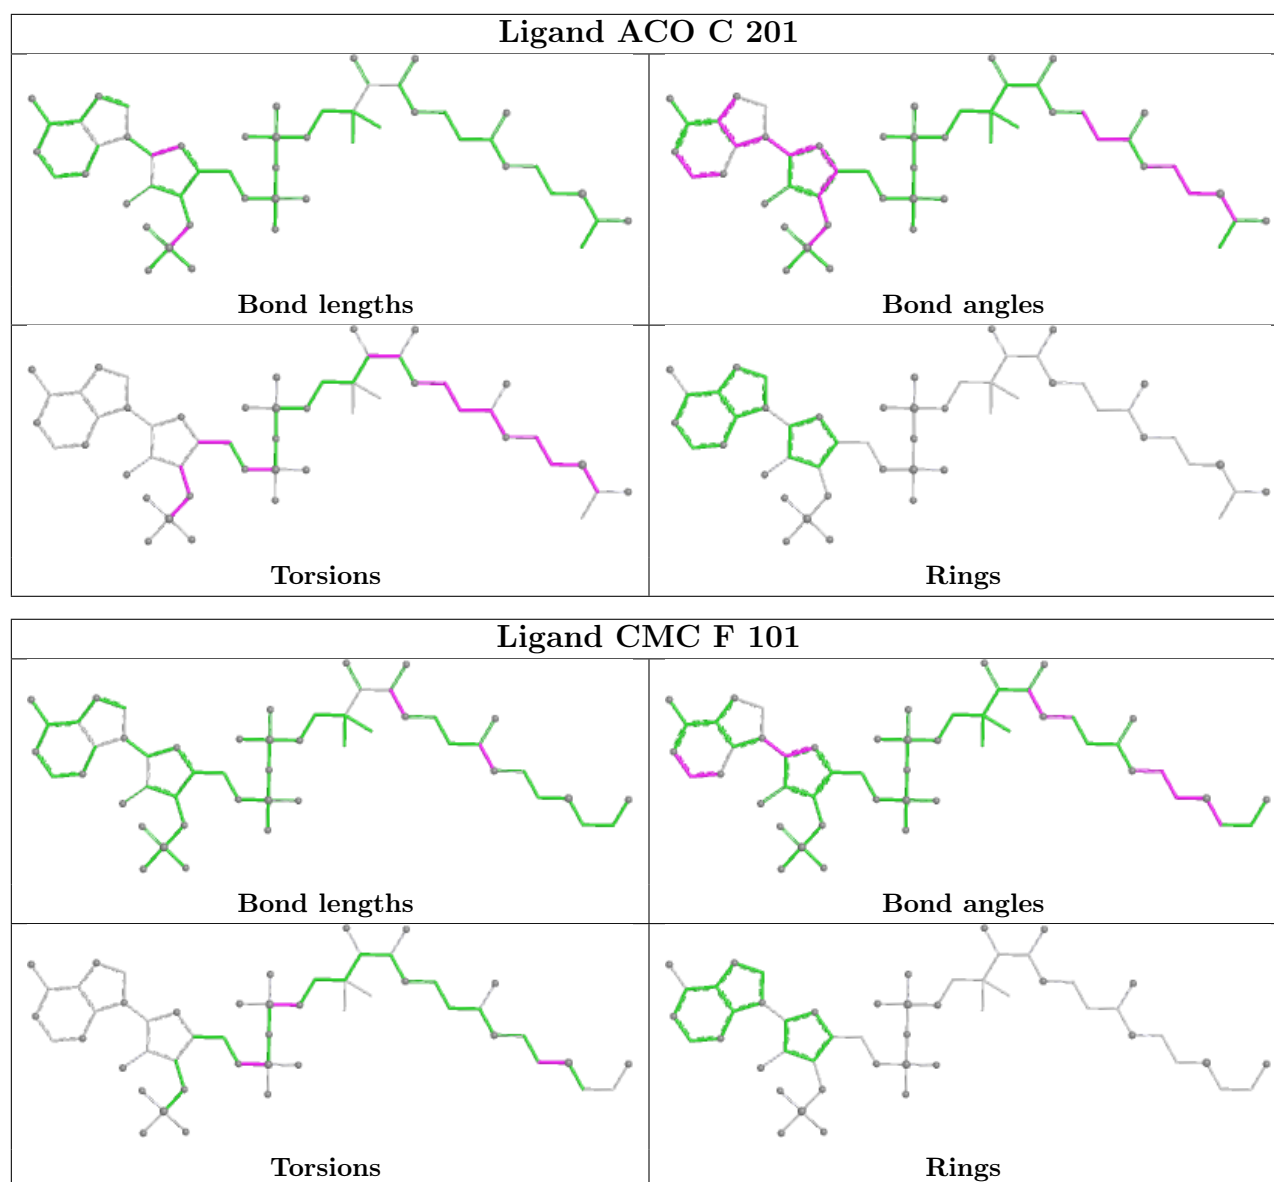 Ligand ACO C 201
Bond lengths
Bond angles
Torsions
Rings
Ligand CMC F 101
Bond lengths
Bond angles
Torsions
Rings